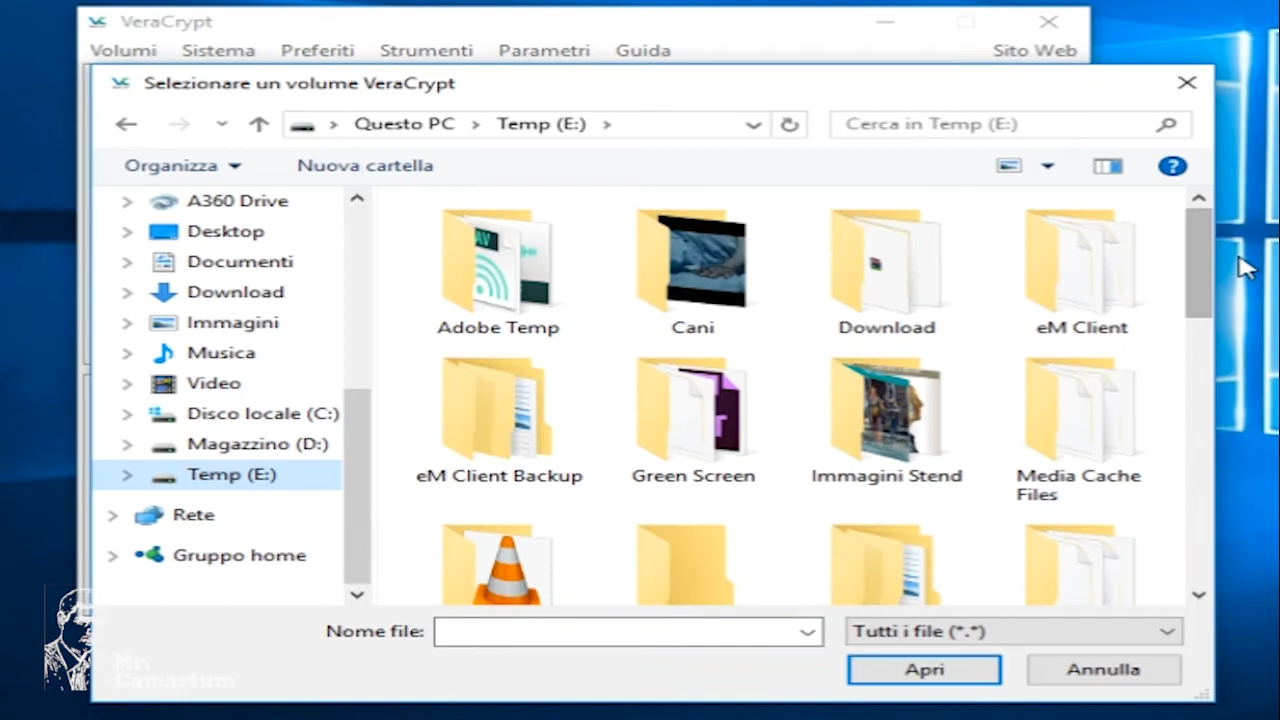 VeraCrypt
Volumi Sistema Preferiti Strumenti Parametri Guida Sito Web
Selezionare un volume VeraCrypt
Questo PC > Temp (E:) >
Cerca in Temp (E:)
Organizza Nuova cartella
A360 Drive
Desktop
Documenti
Download
Immagini
Musica
Video
Disco locale (C:)
Magazzino (D:)
Temp (E:)
Rete
Gruppo home
Adobe Temp Cani Download eM Client
eM Client Backup Green Screen Immagini Stend Media Cache
Files
Nome file: Tutti i file (*.*)
Apri Annulla
Mr.
Camarium